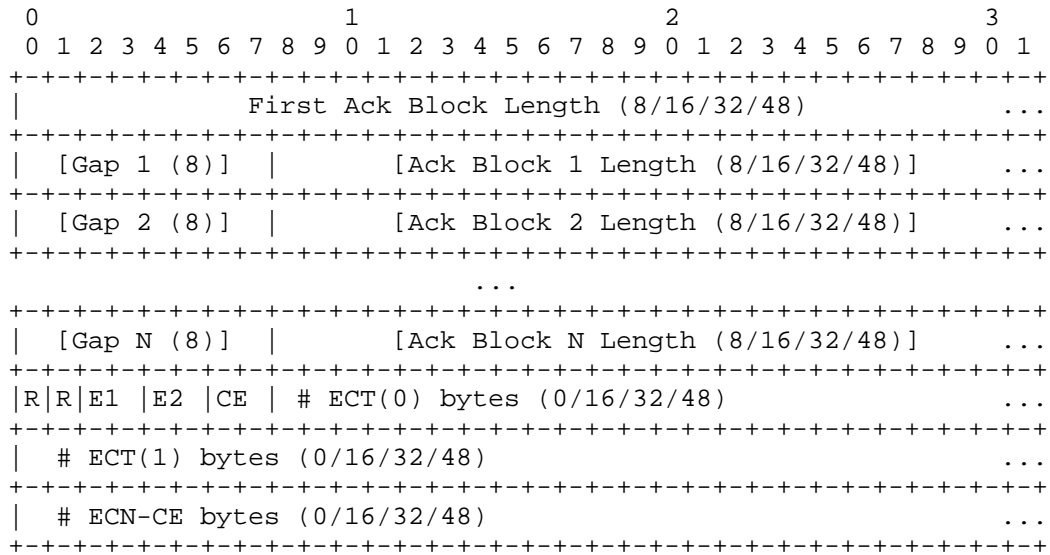 0                   1                   2                   3
 0 1 2 3 4 5 6 7 8 9 0 1 2 3 4 5 6 7 8 9 0 1 2 3 4 5 6 7 8 9 0 1
+-+-+-+-+-+-+-+-+-+-+-+-+-+-+-+-+-+-+-+-+-+-+-+-+-+-+-+-+-+-+-+-+
|              First Ack Block Length (8/16/32/48)            ...
+-+-+-+-+-+-+-+-+-+-+-+-+-+-+-+-+-+-+-+-+-+-+-+-+-+-+-+-+-+-+-+-+
|  [Gap 1 (8)]  |       [Ack Block 1 Length (8/16/32/48)]     ...
+-+-+-+-+-+-+-+-+-+-+-+-+-+-+-+-+-+-+-+-+-+-+-+-+-+-+-+-+-+-+-+-+
|  [Gap 2 (8)]  |       [Ack Block 2 Length (8/16/32/48)]     ...
+-+-+-+-+-+-+-+-+-+-+-+-+-+-+-+-+-+-+-+-+-+-+-+-+-+-+-+-+-+-+-+-+
                             ...
+-+-+-+-+-+-+-+-+-+-+-+-+-+-+-+-+-+-+-+-+-+-+-+-+-+-+-+-+-+-+-+-+
|  [Gap N (8)]  |       [Ack Block N Length (8/16/32/48)]     ...
+-+-+-+-+-+-+-+-+-+-+-+-+-+-+-+-+-+-+-+-+-+-+-+-+-+-+-+-+-+-+-+-+
|R|R|E1 |E2 |CE | # ECT(0) bytes (0/16/32/48)                 ...
+-+-+-+-+-+-+-+-+-+-+-+-+-+-+-+-+-+-+-+-+-+-+-+-+-+-+-+-+-+-+-+-+
|  # ECT(1) bytes (0/16/32/48)                                ...
+-+-+-+-+-+-+-+-+-+-+-+-+-+-+-+-+-+-+-+-+-+-+-+-+-+-+-+-+-+-+-+-+
|  # ECN-CE bytes (0/16/32/48)                                ...
+-+-+-+-+-+-+-+-+-+-+-+-+-+-+-+-+-+-+-+-+-+-+-+-+-+-+-+-+-+-+-+-+